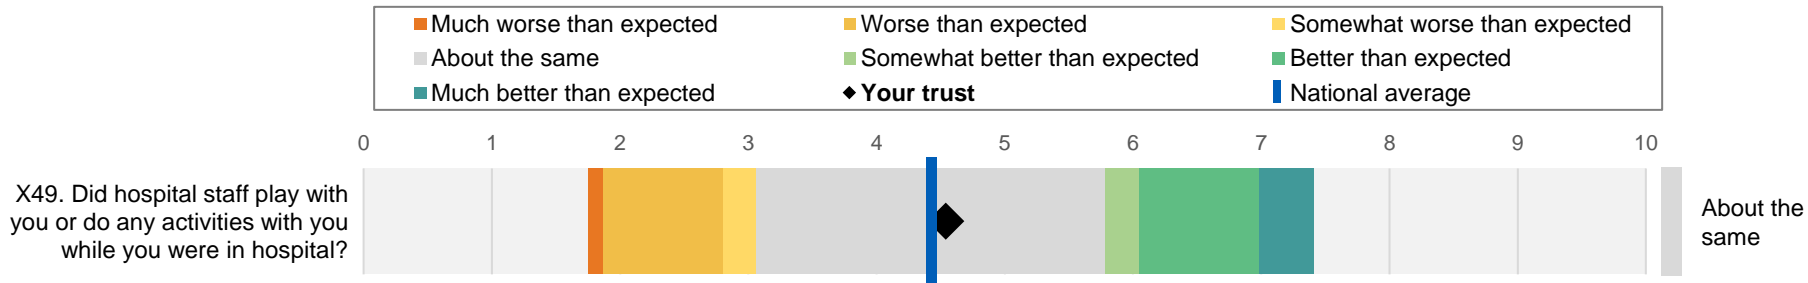 Much worse than expected
Worse than expected
Somewhat worse than expected
About the same
Somewhat better than expected
Better than expected
Much better than expected
Your trust
National average
0 1 2 3 4 5 6 7 8 9 10
X49. Did hospital staff play with
you or do any activities with you
while you were in hospital?
About the
same